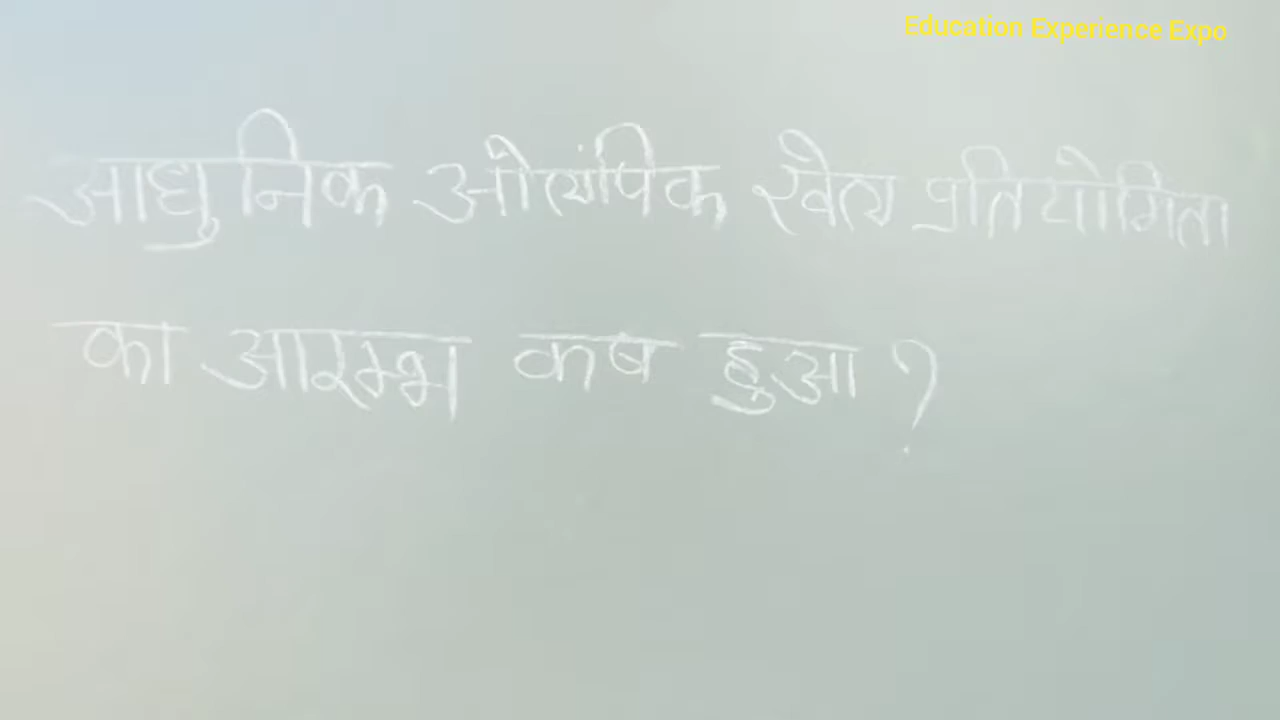 Education Experience Expo
आधुनिक ओल्यंपिक खेल प्रतियोगिता
का आरम्भ कब हुआ ?